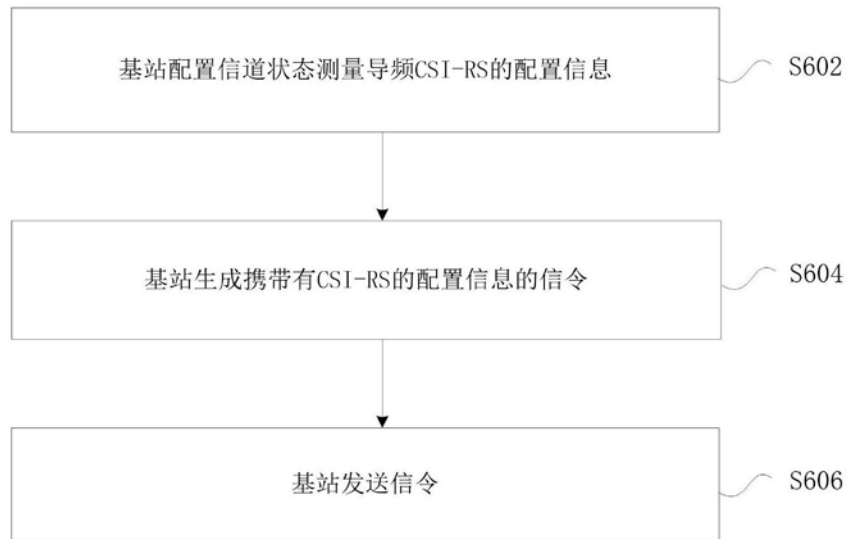 基站配置信道状态测量导频CSI-RS的配置信息
S602
基站生成携带有CSI-RS的配置信息的信令
S604
基站发送信令
S606